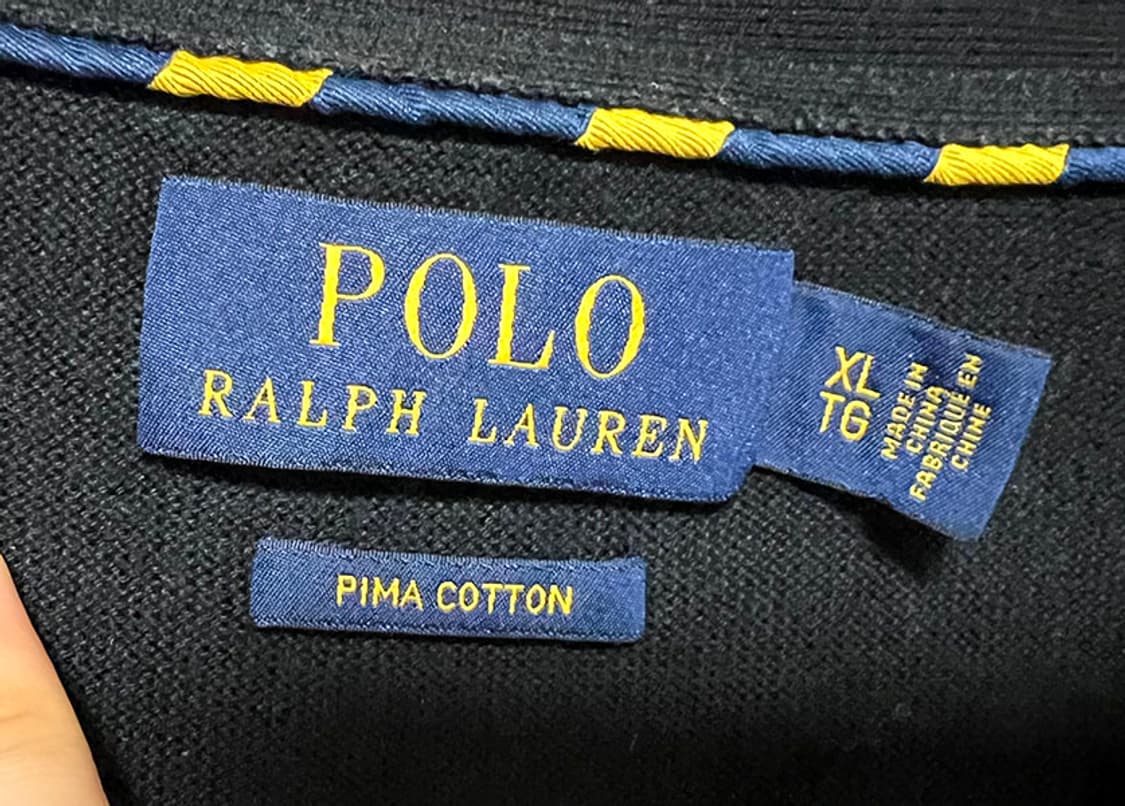 POLO
RALPH LAUREN
XL
TG
MADE IN
CHINA
FABRIQUÉ EN
CHINE
PIMA COTTON